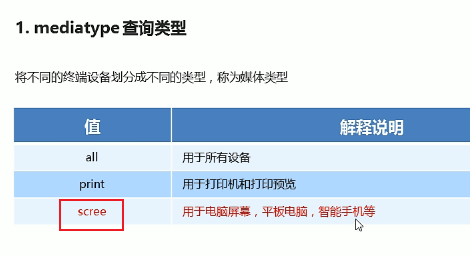 1. mediatype 查询类型
将不同的终端设备划分成不同的类型，称为媒体类型
值 解释说明
all 用于所有设备
print 用于打印机和打印预览
scree 用于电脑屏幕，平板电脑，智能手机等